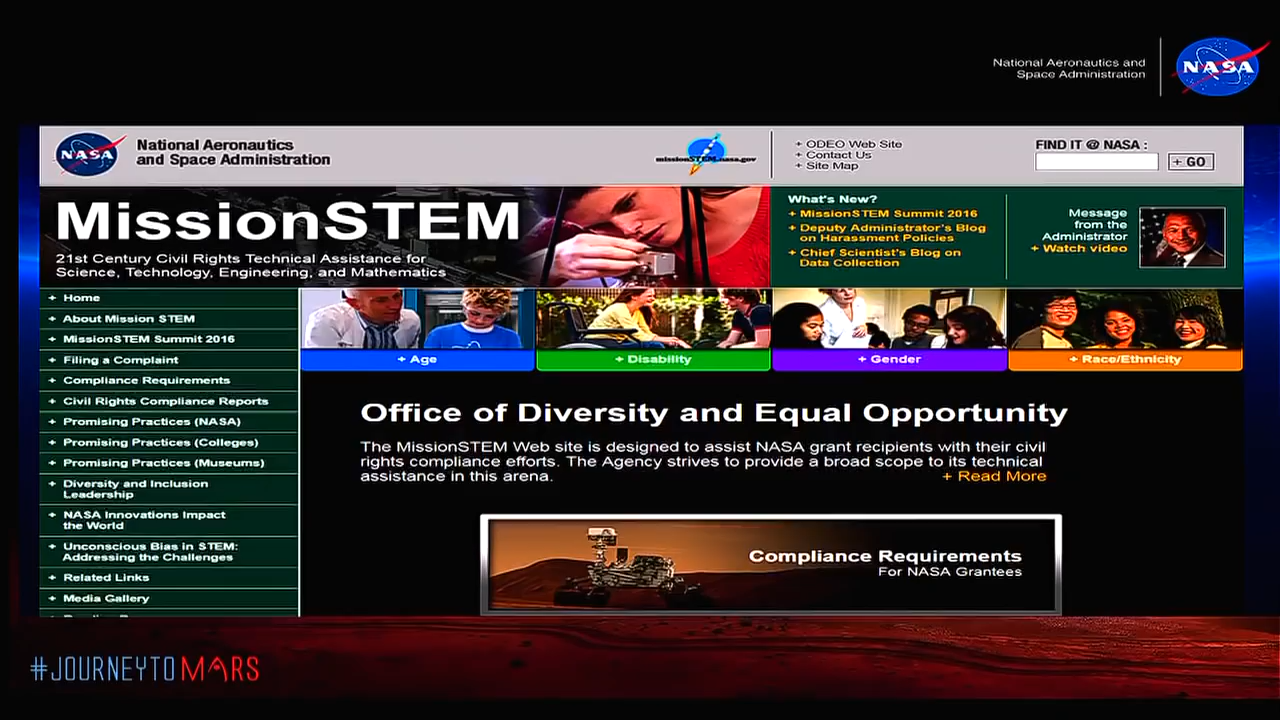 National Aeronautics and
Space Administration
NASA
NASA
National Aeronautics
and Space Administration
missionSTEM.nasa.gov
+ ODEO Web Site
+ Contact Us
+ Site Map
FIND IT @ NASA :
+ GO
MissionSTEM
21st Century Civil Rights Technical Assistance for
Science, Technology, Engineering, and Mathematics
What's New?
+ MissionSTEM Summit 2016
+ Deputy Administrator's Blog
on Harassment Policies
+ Chief Scientist's Blog on
Data Collection
Message
from the
Administrator
+ Watch video
+ Home
+ About Mission STEM
+ MissionSTEM Summit 2016
+ Filing a Complaint
+ Compliance Requirements
+ Civil Rights Compliance Reports
+ Promising Practices (NASA)
+ Promising Practices (Colleges)
+ Promising Practices (Museums)
+ Diversity and Inclusion
Leadership
+ NASA Innovations Impact
the World
+ Unconscious Bias in STEM:
Addressing the Challenges
+ Related Links
+ Media Gallery
+ Age
+ Disability
+ Gender
+ Race/Ethnicity
Office of Diversity and Equal Opportunity
The MissionSTEM Web site is designed to assist NASA grant recipients with their civil
rights compliance efforts. The Agency strives to provide a broad scope to its technical
assistance in this arena.
+ Read More
Compliance Requirements
For NASA Grantees
#JOURNEYTOMARS